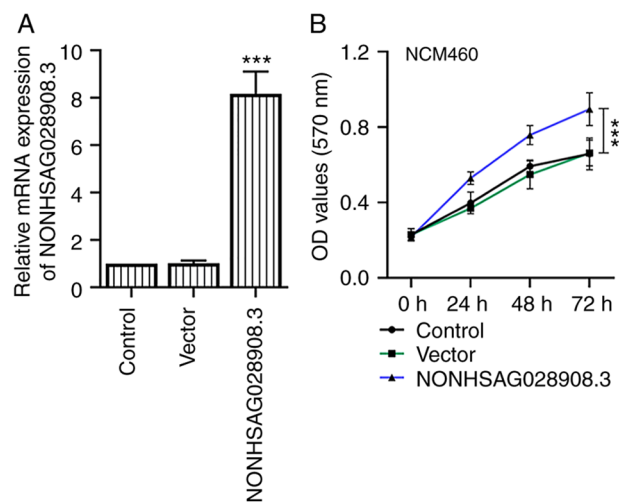 A
Relative mRNA expression
of NONHSAG028908.3
10
8
6
4
2
0
***
Control
Vector
NONHSAG028908.3
B
NCM460
OD values (570 nm)
1.2
0.8
0.4
0.0
***
0 h 24 h 48 h 72 h
Control
Vector
NONHSAG028908.3